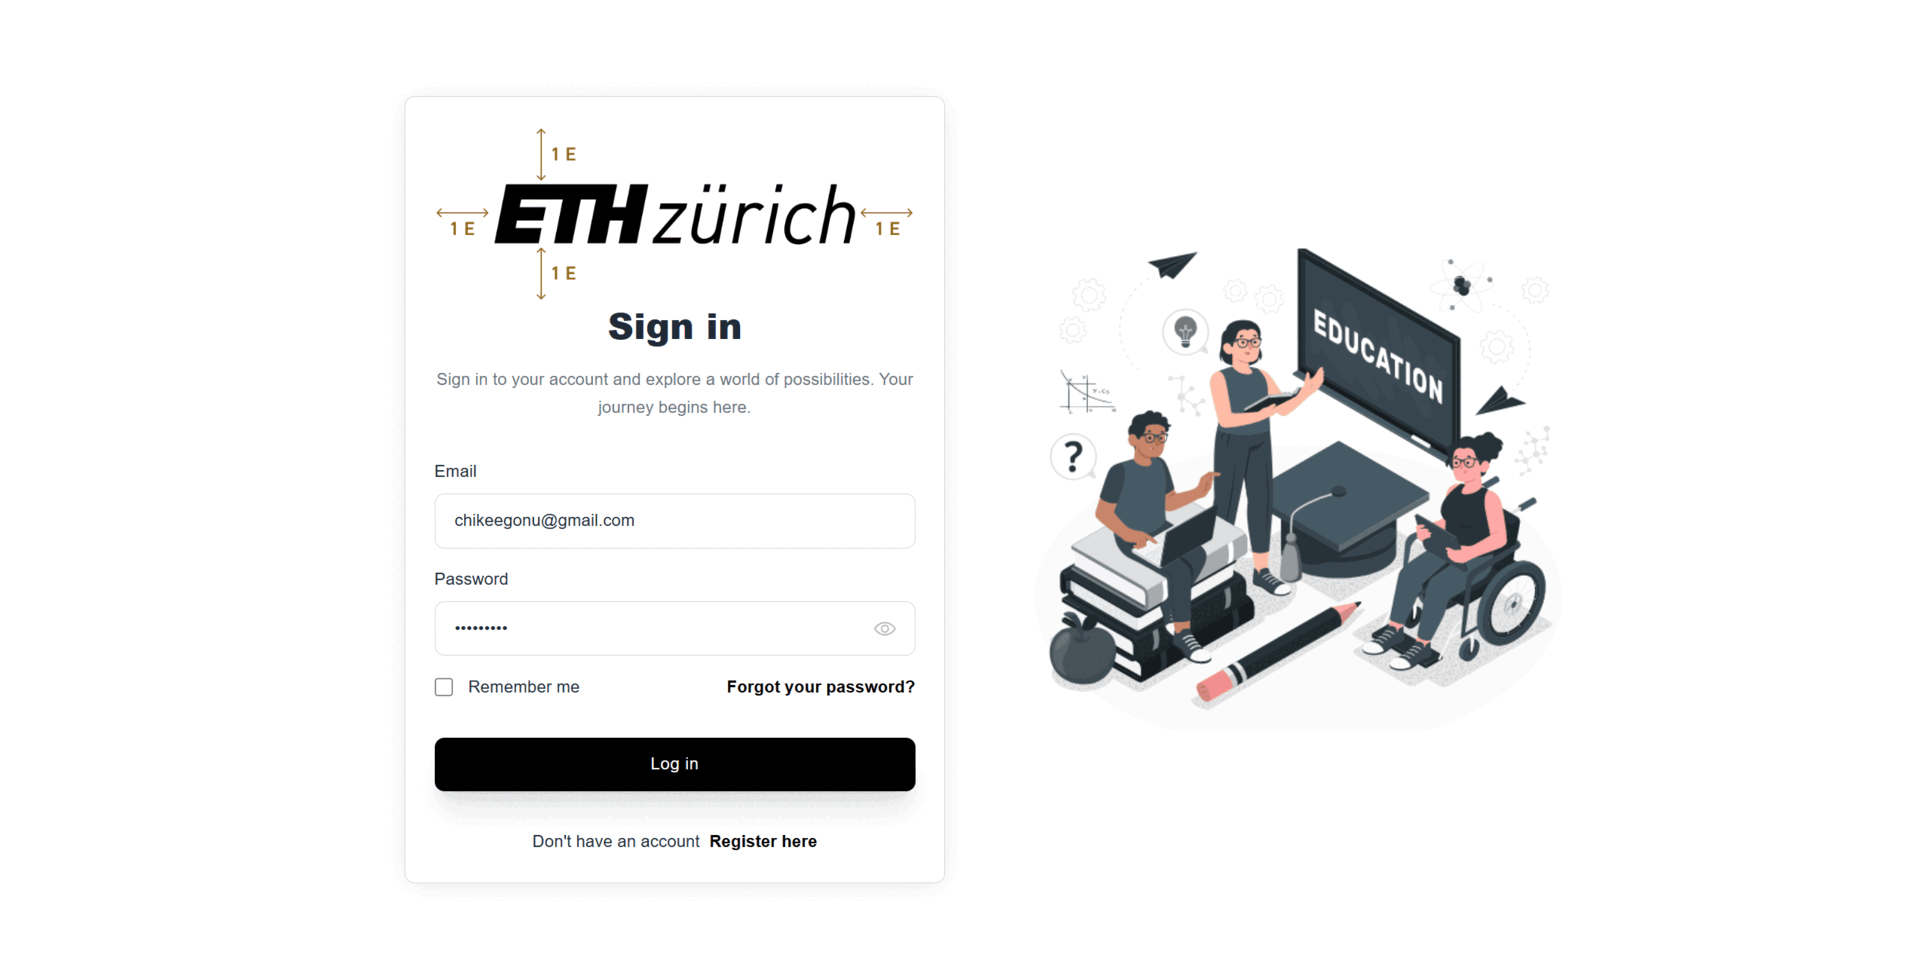 1 E
1 E ETH zürich 1 E
1 E
Sign in
Sign in to your account and explore a world of possibilities. Your
journey begins here.
Email
chikeegonu@gmail.com
Password
•••••••••
Remember me Forgot your password?
Log in
Don't have an account Register here
EDUCATION
?